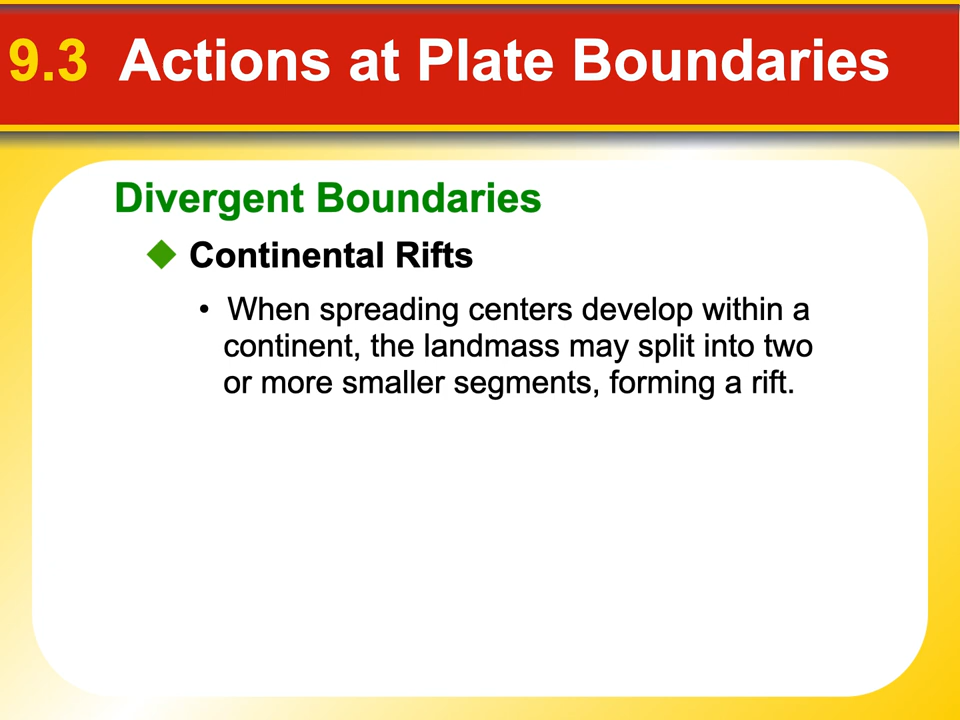 9.3 Actions at Plate Boundaries
Divergent Boundaries
◆ Continental Rifts
• When spreading centers develop within a
continent, the landmass may split into two
or more smaller segments, forming a rift.